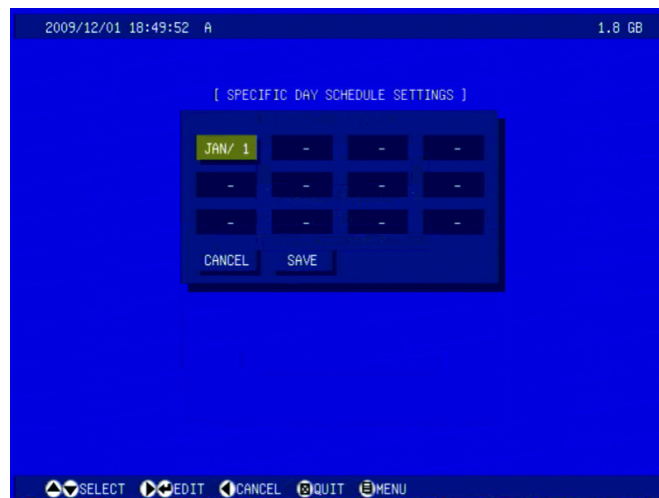 2009/12/01 18:49:52 A 1.8 GB
[ SPECIFIC DAY SCHEDULE SETTINGS ]
JAN/ 1 - - -
- - - -
- - - -
CANCEL SAVE
SELECT EDIT CANCEL QUIT MENU